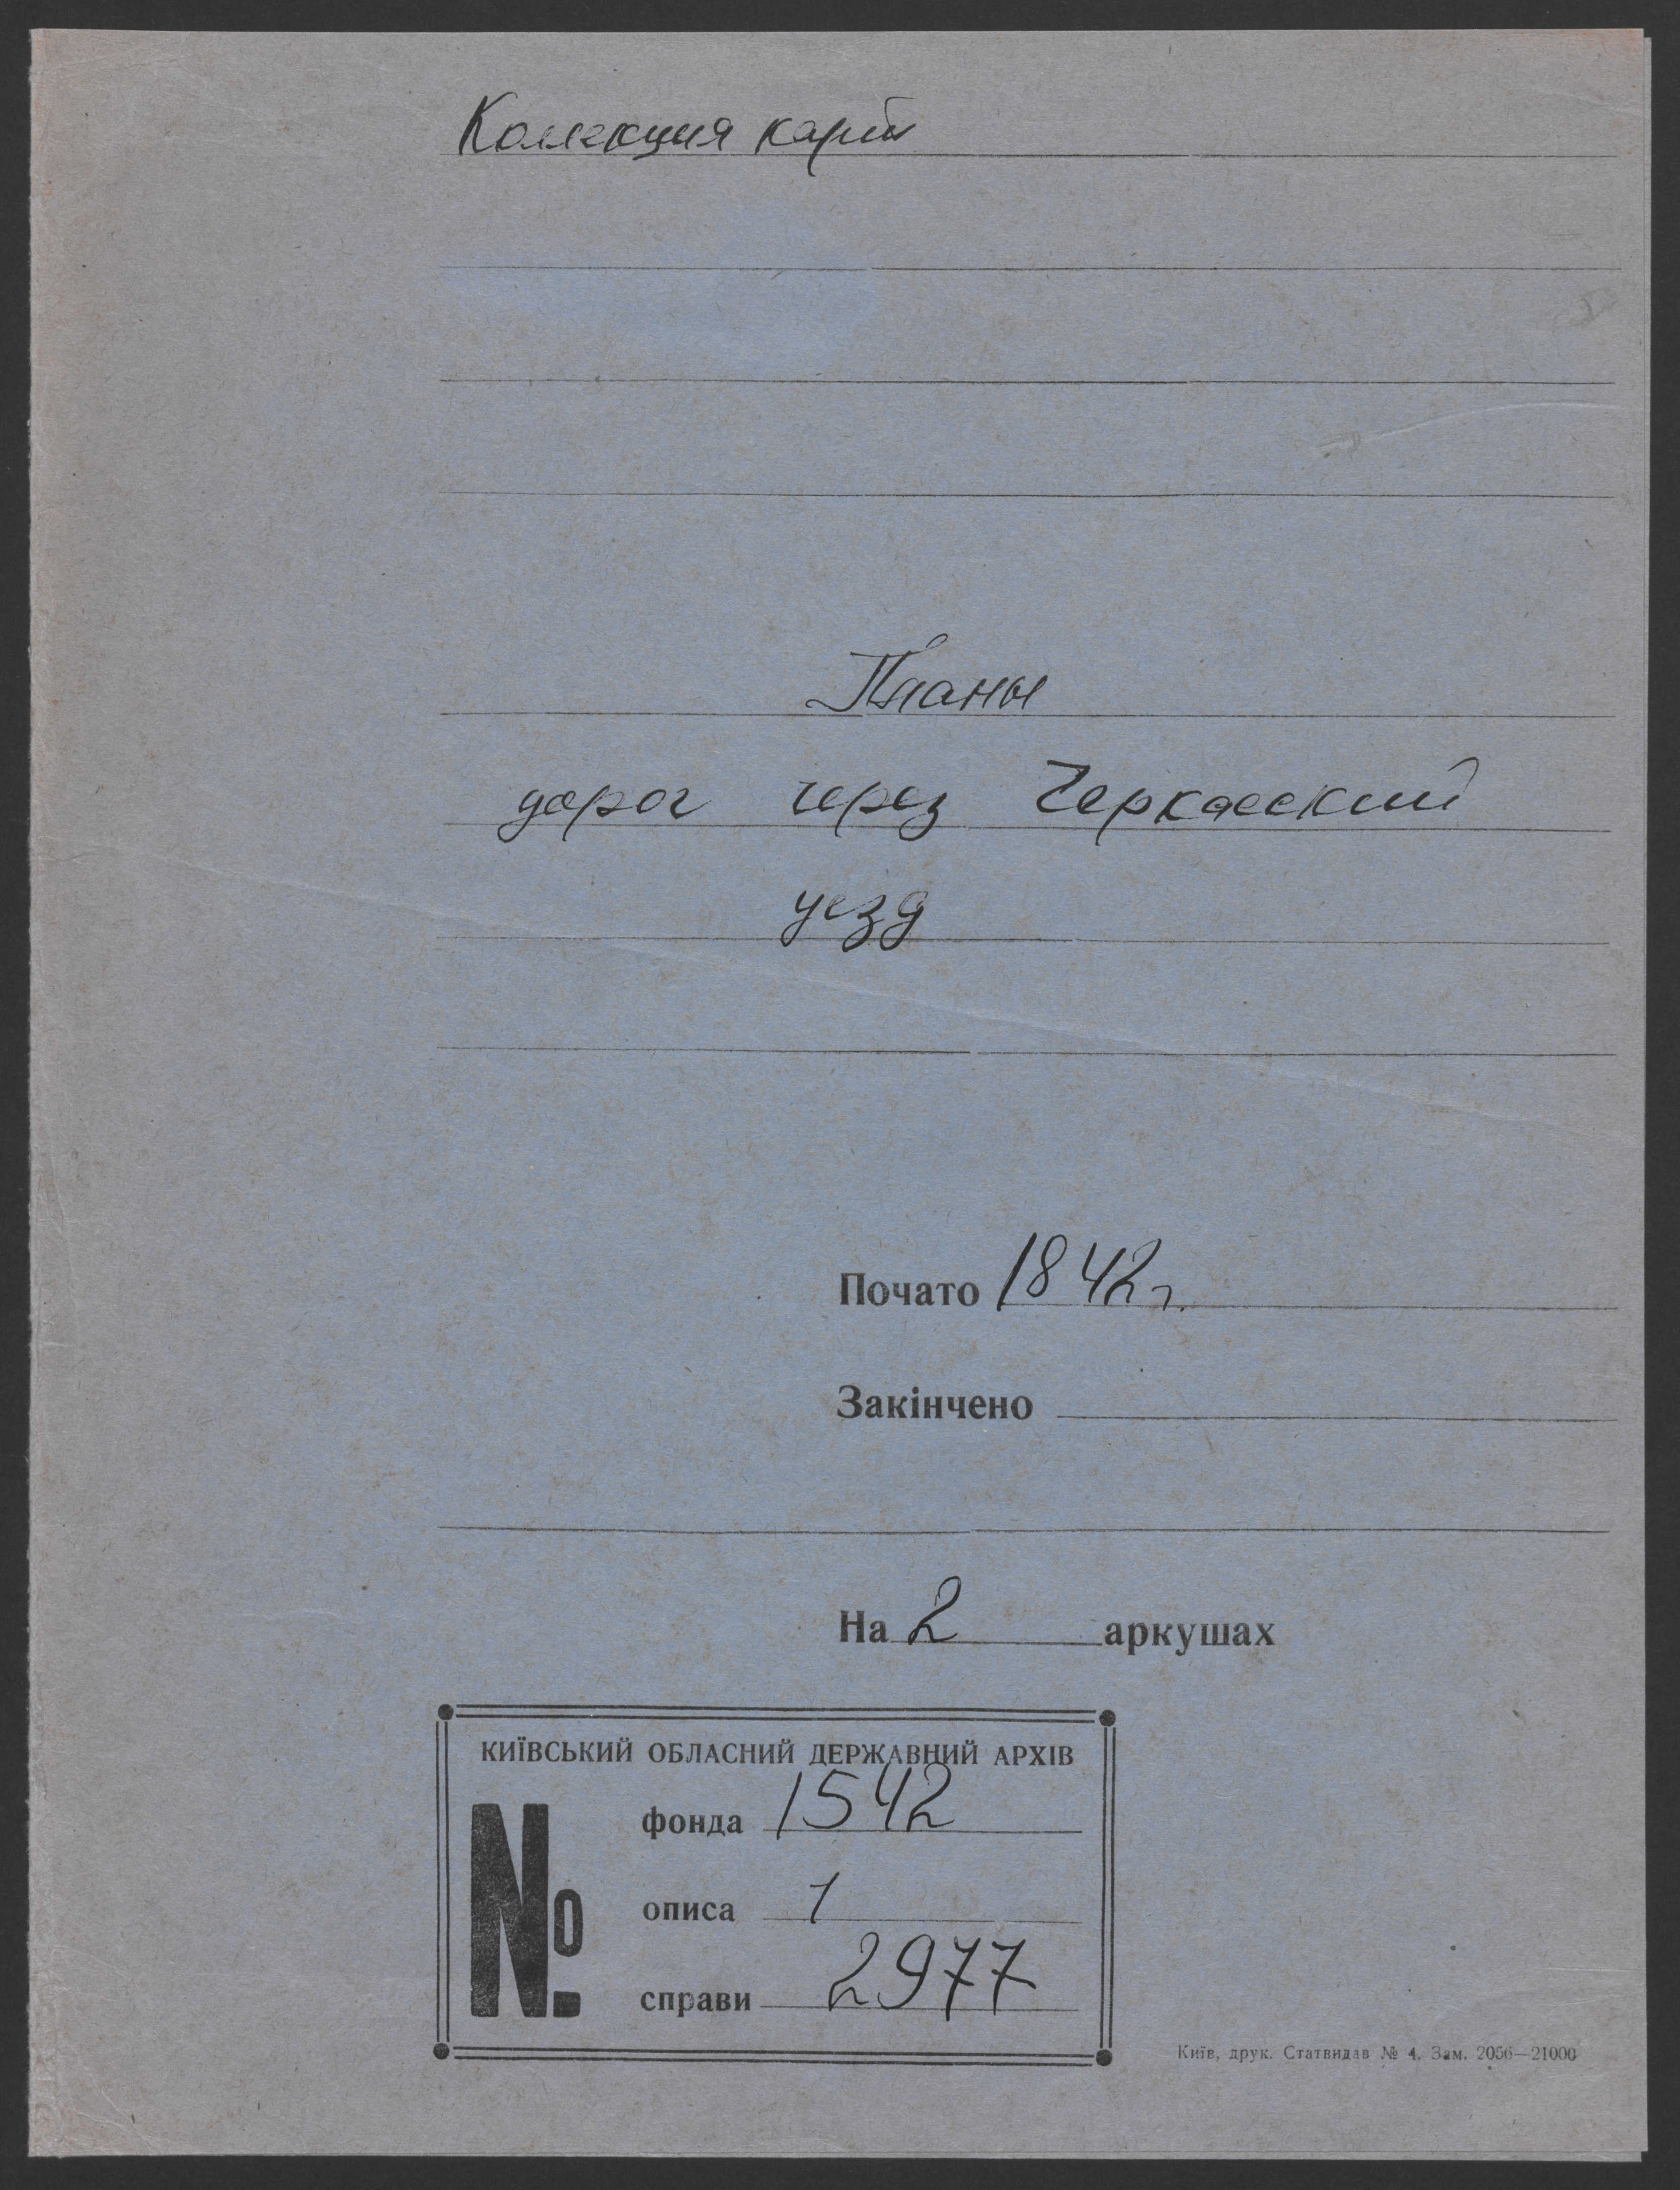 Коллекция карт
Планы
дорог через Черкасский
уезд
Почато 1842 г.
Закінчено
На 2 аркушах
КИЇВСЬКИЙ ОБЛАСНИЙ ДЕРЖАВНИЙ АРХІВ
№
фонда 1542
описа 1
справи 2977
Київ, друк. Статвидав № 4. Зам. 2056—21000